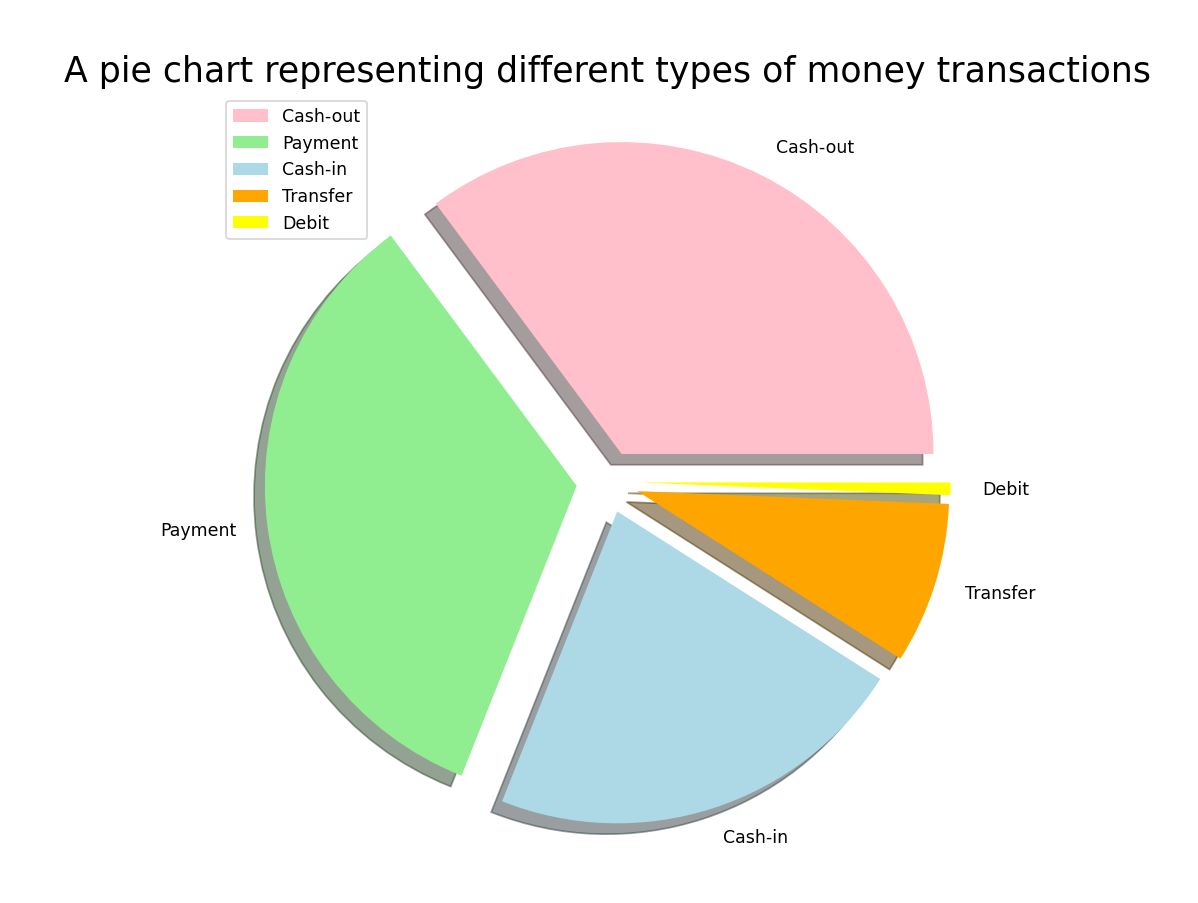 A pie chart representing different types of money transactions
Cash-out
Payment
Cash-in
Transfer
Debit
Cash-out
Debit
Payment
Transfer
Cash-in